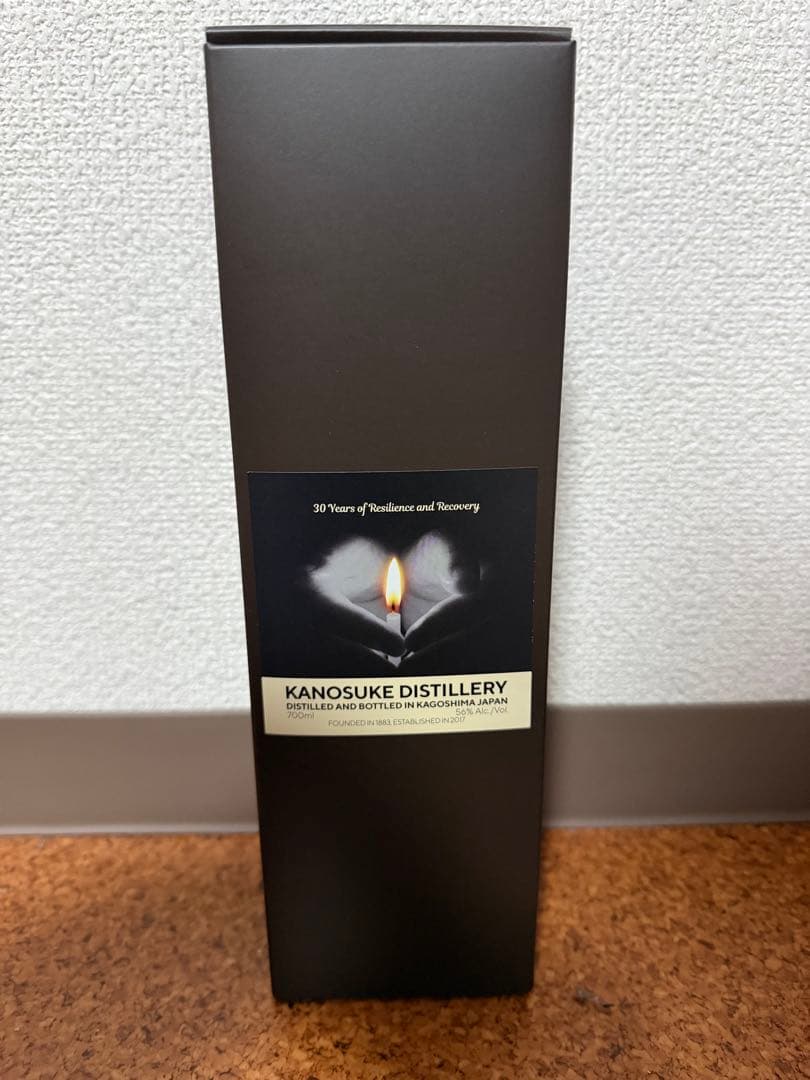 30 Years of Resilience and Recovery
KANOSUKE DISTILLERY
DISTILLED AND BOTTLED IN KAGOSHIMA JAPAN
700ml 56% Alc./Vol.
FOUNDED IN 1883, ESTABLISHED IN 2017